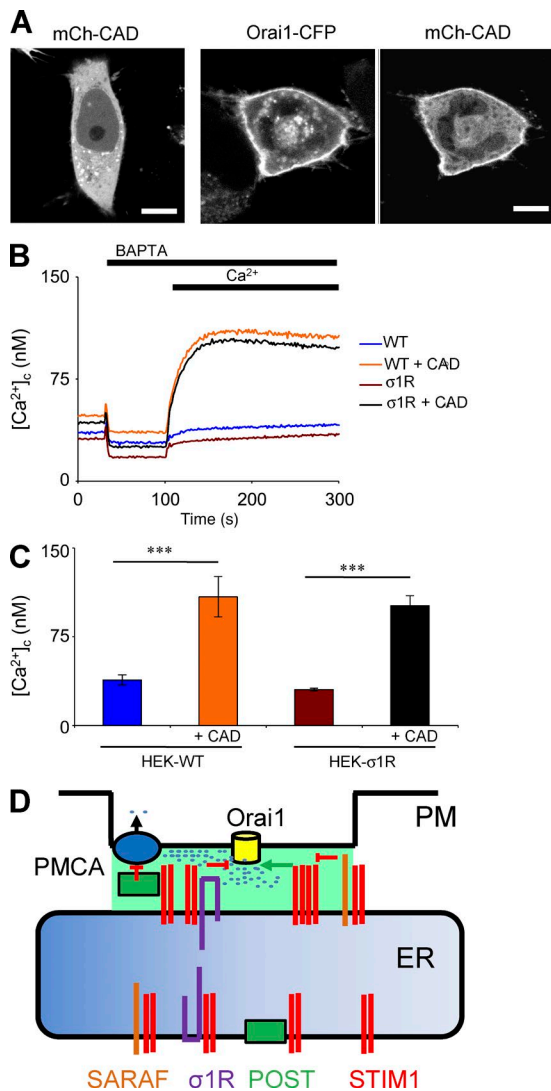 A
mCh-CAD
Orai1-CFP
mCh-CAD
B
BAPTA
Ca²⁺
150
75
0
[Ca²⁺]c (nM)
0
100
200
300
Time (s)
WT
WT + CAD
σ1R
σ1R + CAD
C
150
75
0
[Ca²⁺]c (nM)
***
***
+ CAD
+ CAD
HEK-WT
HEK-σ1R
D
Orai1
PM
PMCA
ER
SARAF
σ1R
POST
STIM1